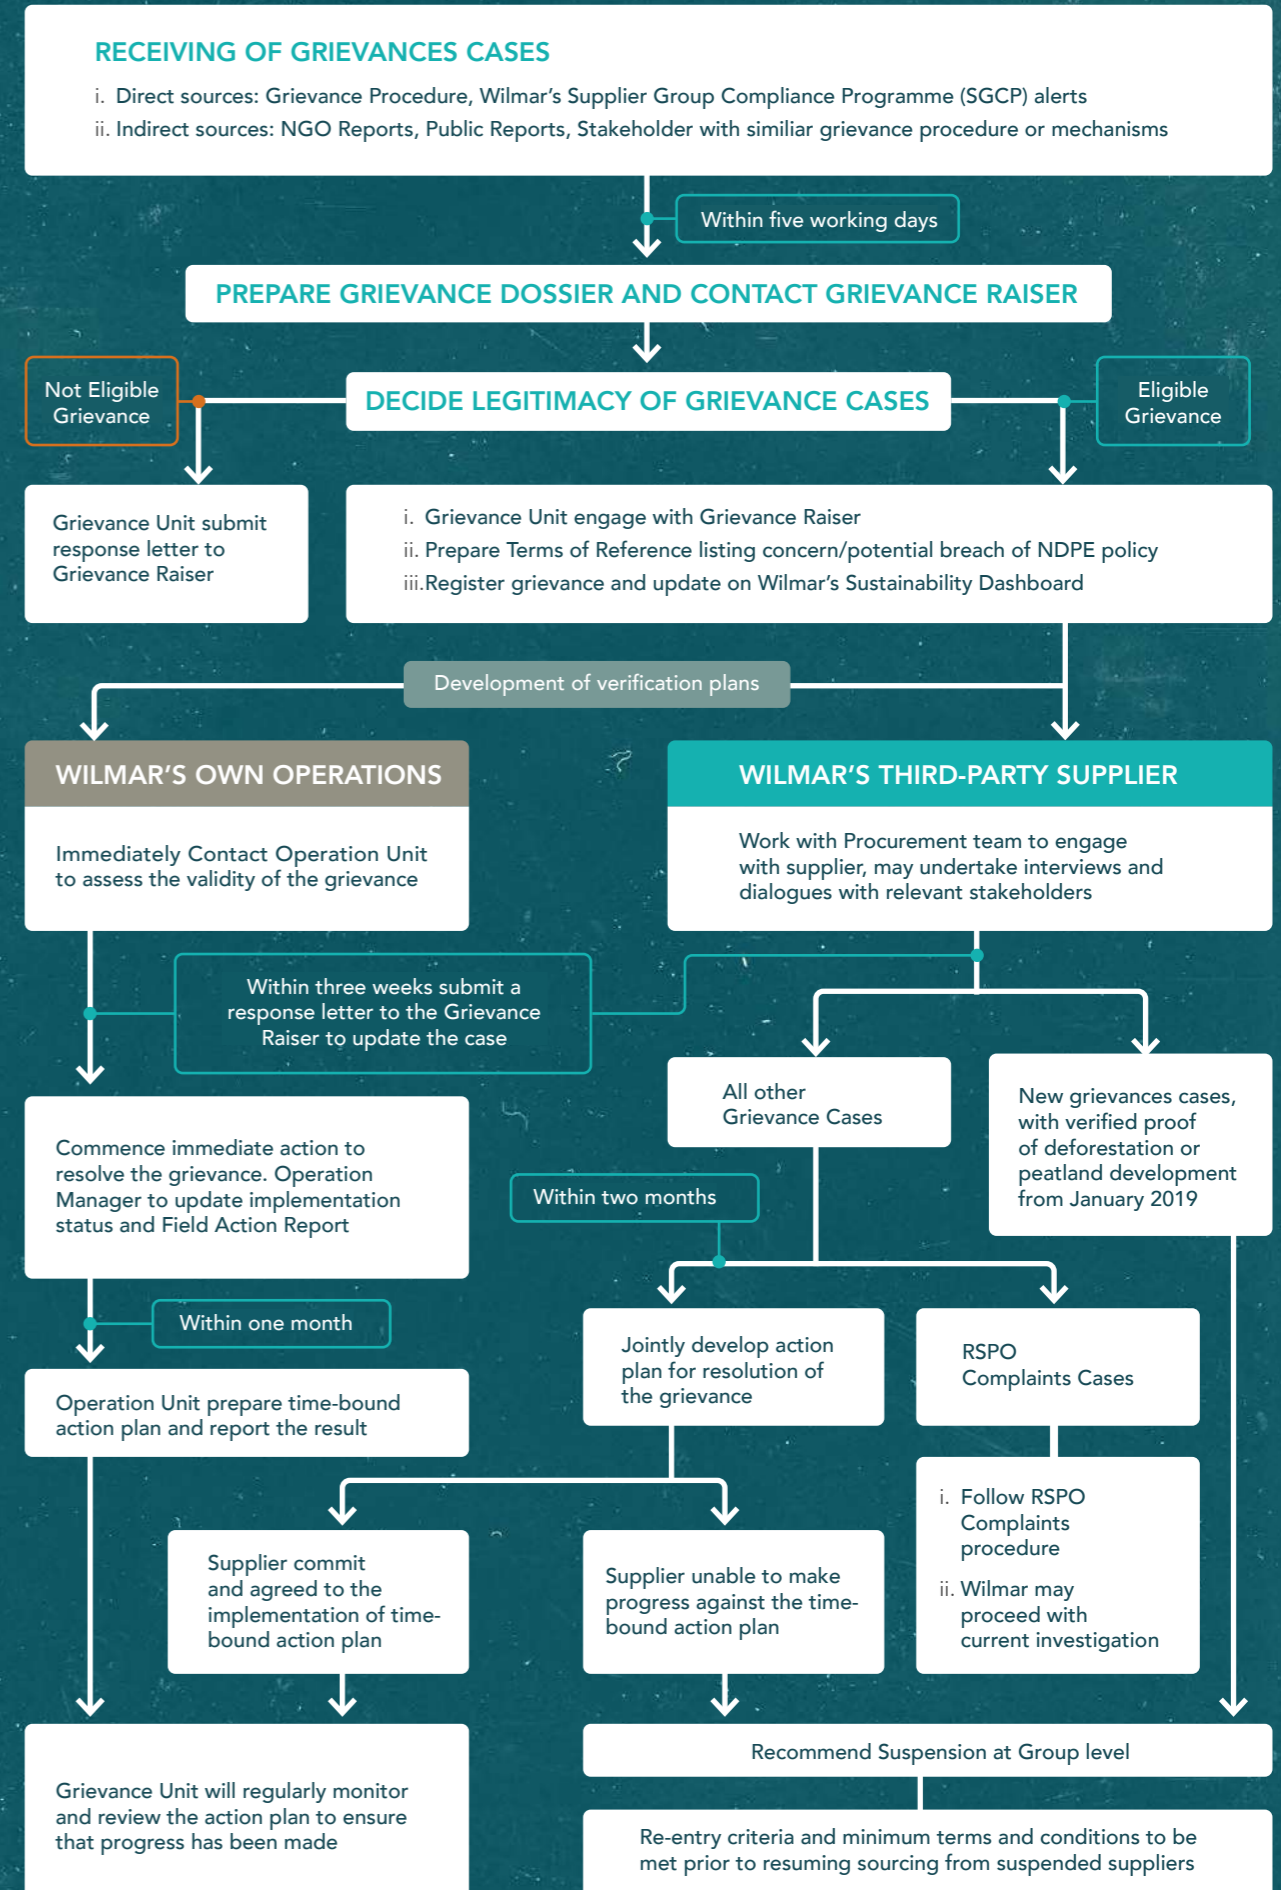 RECEIVING OF GRIEVANCES CASES
i. Direct sources: Grievance Procedure, Wilmar's Supplier Group Compliance Programme (SGCP) alerts
ii. Indirect sources: NGO Reports, Public Reports, Stakeholder with similiar grievance procedure or mechanisms
Within five working days
PREPARE GRIEVANCE DOSSIER AND CONTACT GRIEVANCE RAISER
Not Eligible
Grievance
DECIDE LEGITIMACY OF GRIEVANCE CASES
Eligible
Grievance
Grievance Unit submit
response letter to
Grievance Raiser
i. Grievance Unit engage with Grievance Raiser
ii. Prepare Terms of Reference listing concern/potential breach of NDPE policy
iii.Register grievance and update on Wilmar's Sustainability Dashboard
Development of verification plans
WILMAR'S OWN OPERATIONS
Immediately Contact Operation Unit
to assess the validity of the grievance
WILMAR'S THIRD-PARTY SUPPLIER
Work with Procurement team to engage
with supplier, may undertake interviews and
dialogues with relevant stakeholders
Within three weeks submit a
response letter to the Grievance
Raiser to update the case
All other
Grievance Cases
New grievances cases,
with verified proof
of deforestation or
peatland development
from January 2019
Commence immediate action to
resolve the grievance. Operation
Manager to update implementation
status and Field Action Report
Within two months
Within one month
Jointly develop action
plan for resolution of
the grievance
RSPO
Complaints Cases
Operation Unit prepare time-bound
action plan and report the result
i. Follow RSPO
Complaints
procedure
ii. Wilmar may
proceed with
current investigation
Supplier commit
and agreed to the
implementation of time-
bound action plan
Supplier unable to make
progress against the time-
bound action plan
Grievance Unit will regularly monitor
and review the action plan to ensure
that progress has been made
Recommend Suspension at Group level
Re-entry criteria and minimum terms and conditions to be
met prior to resuming sourcing from suspended suppliers